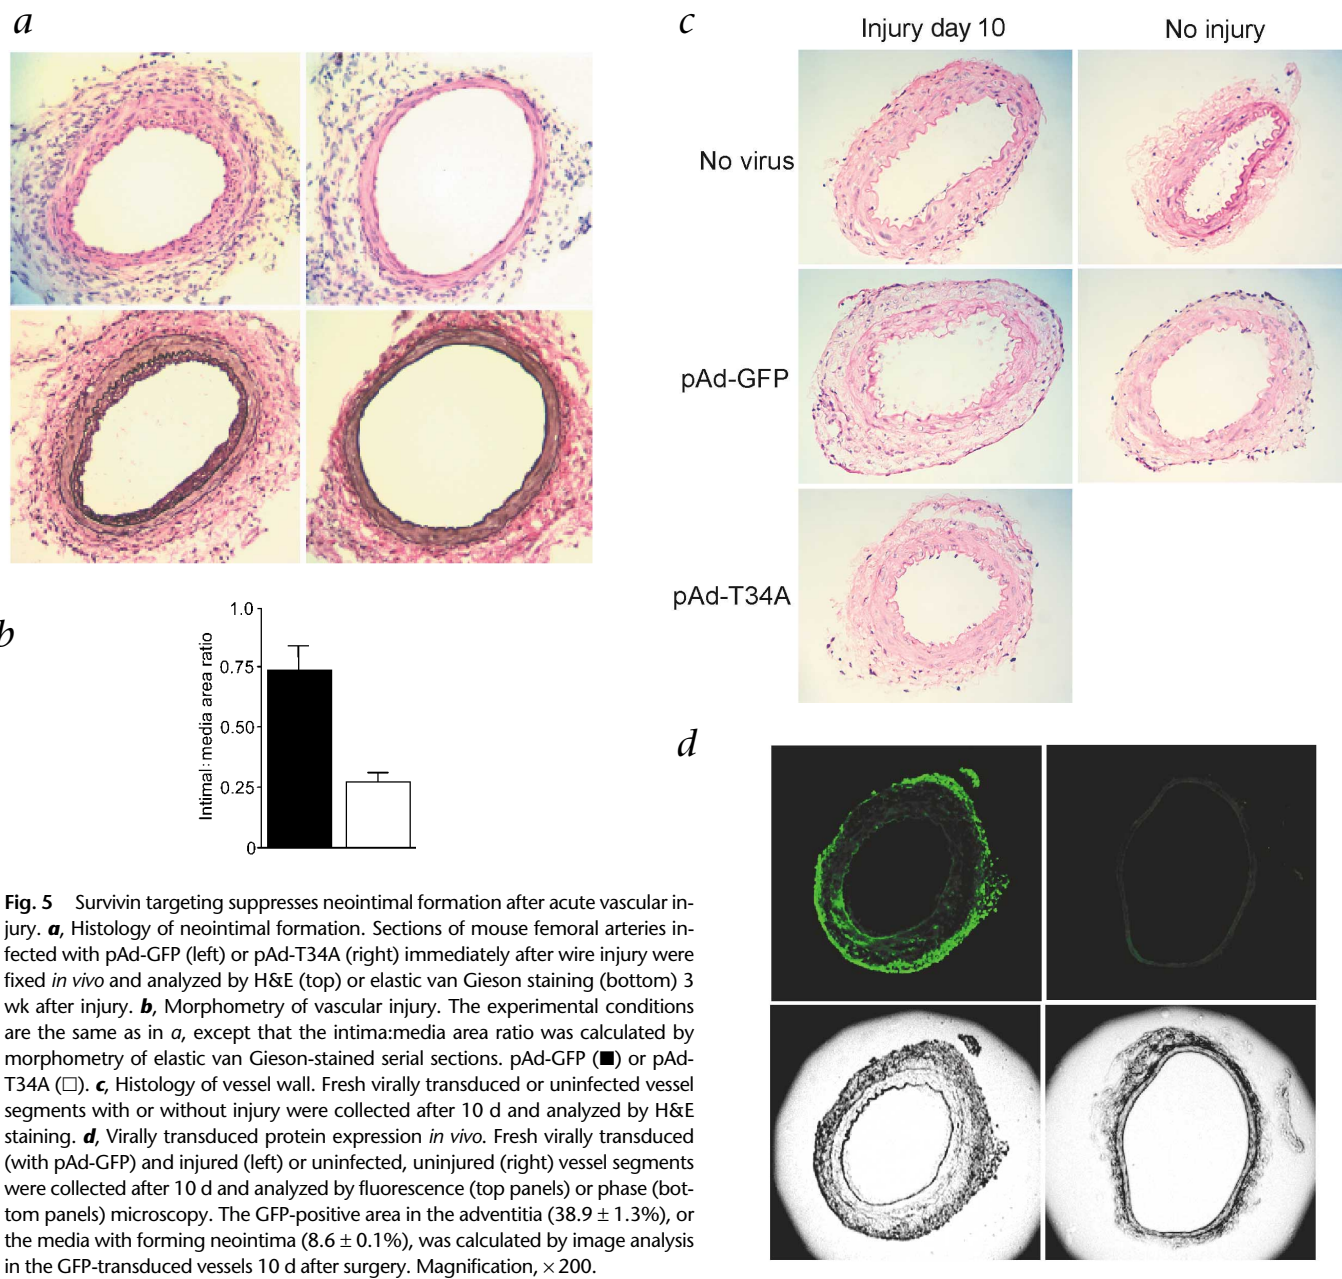 a
c
Injury day 10
No injury
No virus
pAd-GFP
pAd-T34A
b
Intimal:media area ratio
1.0
0.75
0.50
0.25
0
d
Fig. 5 Survivin targeting suppresses neointimal formation after acute vascular in-
jury. a, Histology of neointimal formation. Sections of mouse femoral arteries in-
fected with pAd-GFP (left) or pAd-T34A (right) immediately after wire injury were
fixed in vivo and analyzed by H&E (top) or elastic van Gieson staining (bottom) 3
wk after injury. b, Morphometry of vascular injury. The experimental conditions
are the same as in a, except that the intima:media area ratio was calculated by
morphometry of elastic van Gieson-stained serial sections. pAd-GFP (■) or pAd-
T34A (□). c, Histology of vessel wall. Fresh virally transduced or uninfected vessel
segments with or without injury were collected after 10 d and analyzed by H&E
staining. d, Virally transduced protein expression in vivo. Fresh virally transduced
(with pAd-GFP) and injured (left) or uninfected, uninjured (right) vessel segments
were collected after 10 d and analyzed by fluorescence (top panels) or phase (bot-
tom panels) microscopy. The GFP-positive area in the adventitia (38.9 ± 1.3%), or
the media with forming neointima (8.6 ± 0.1%), was calculated by image analysis
in the GFP-transduced vessels 10 d after surgery. Magnification, ×200.